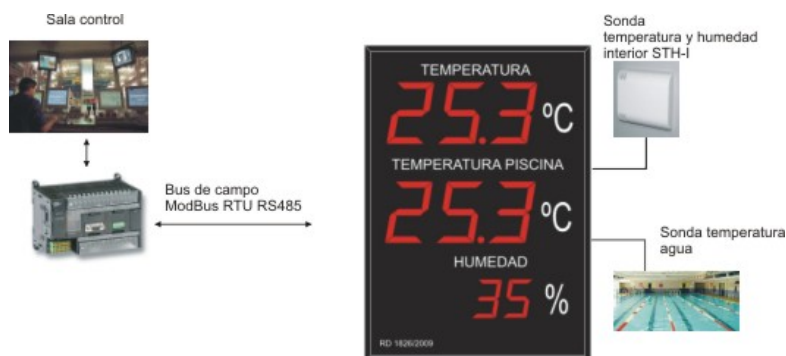 Sala control
Sonda
temperatura y humedad
interior STH-I
TEMPERATURA
25.3 ºC
TEMPERATURA PISCINA
25.3 ºC
HUMEDAD
35 %
RD 1826/2009
Bus de campo
ModBus RTU RS485
Sonda temperatura
agua